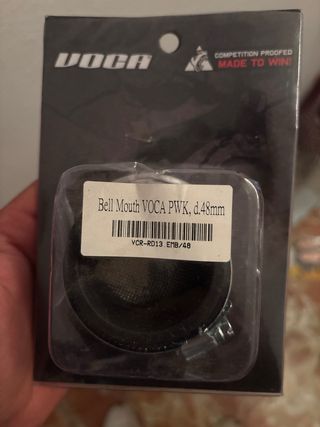 VOCA
COMPETITION PROOFED
MADE TO WIN!
Bell Mouth VOCA PWK, d.48mm
VCR-RD13.EMB/48